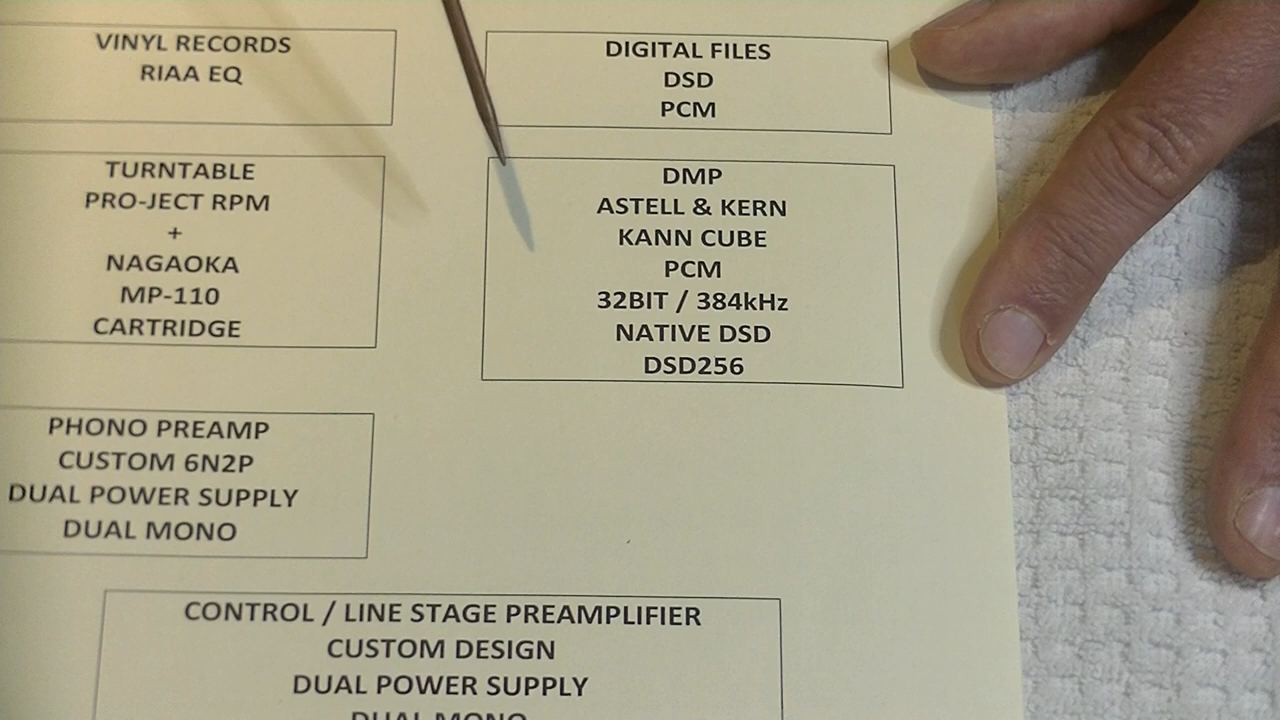 VINYL RECORDS
RIAA EQ
DIGITAL FILES
DSD
PCM
TURNTABLE
PRO-JECT RPM
+
NAGAOKA
MP-110
CARTRIDGE
DMP
ASTELL & KERN
KANN CUBE
PCM
32BIT / 384kHz
NATIVE DSD
DSD256
PHONO PREAMP
CUSTOM 6N2P
DUAL POWER SUPPLY
DUAL MONO
CONTROL / LINE STAGE PREAMPLIFIER
CUSTOM DESIGN
DUAL POWER SUPPLY
DUAL MONO